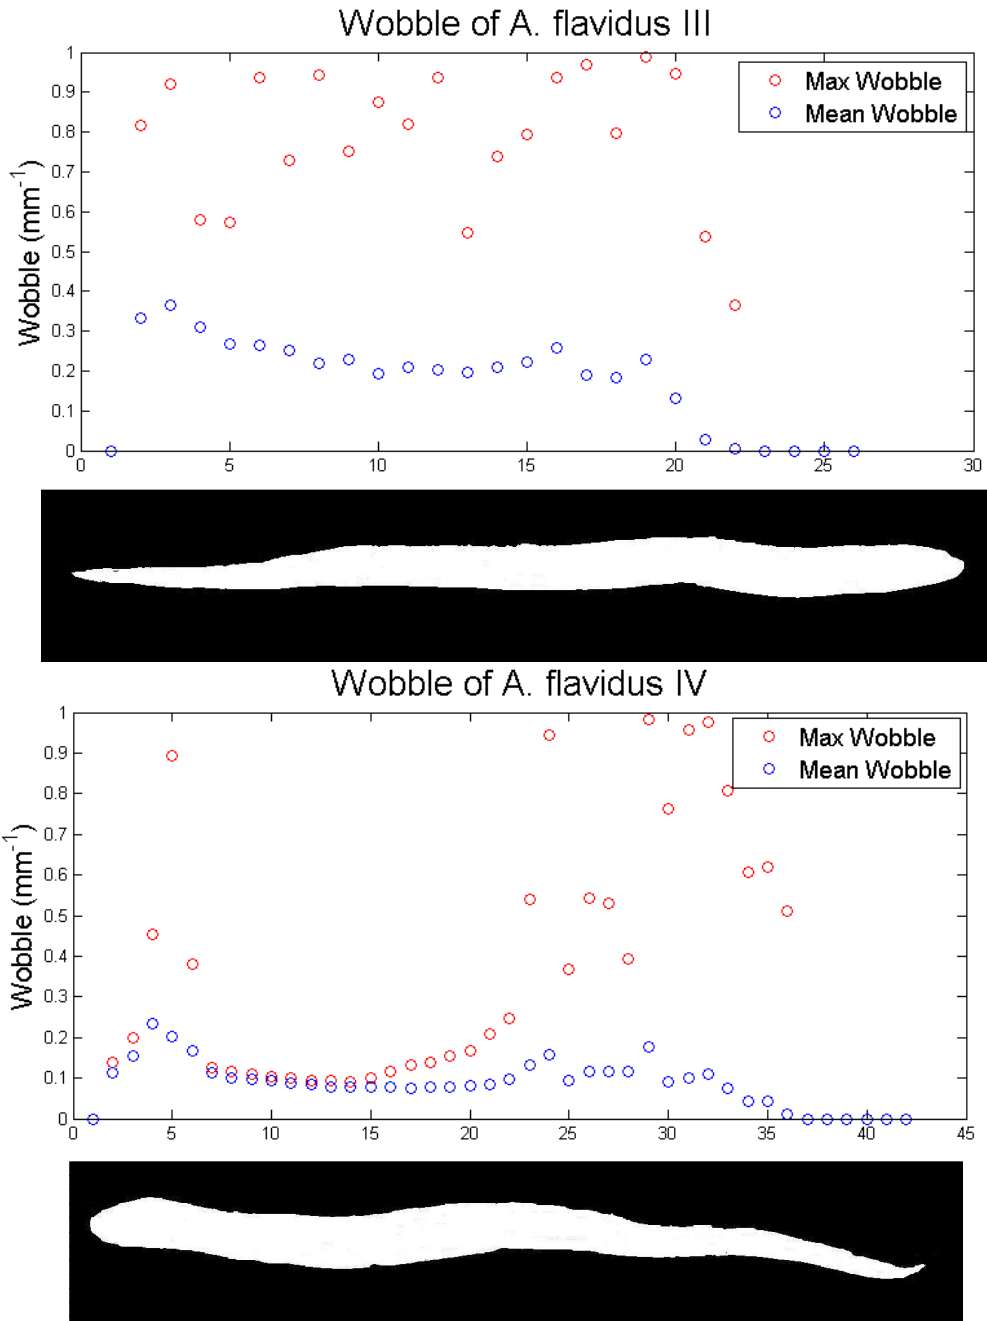 Wobble of A. flavidus III
1
0.9
0.8
0.7
0.6
0.5
0.4
0.3
0.2
0.1
0
Wobble (mm⁻¹)
Max Wobble
Mean Wobble
0 5 10 15 20 25 30
Wobble of A. flavidus IV
1
0.9
0.8
0.7
0.6
0.5
0.4
0.3
0.2
0.1
0
Wobble (mm⁻¹)
Max Wobble
Mean Wobble
0 5 10 15 20 25 30 35 40 45